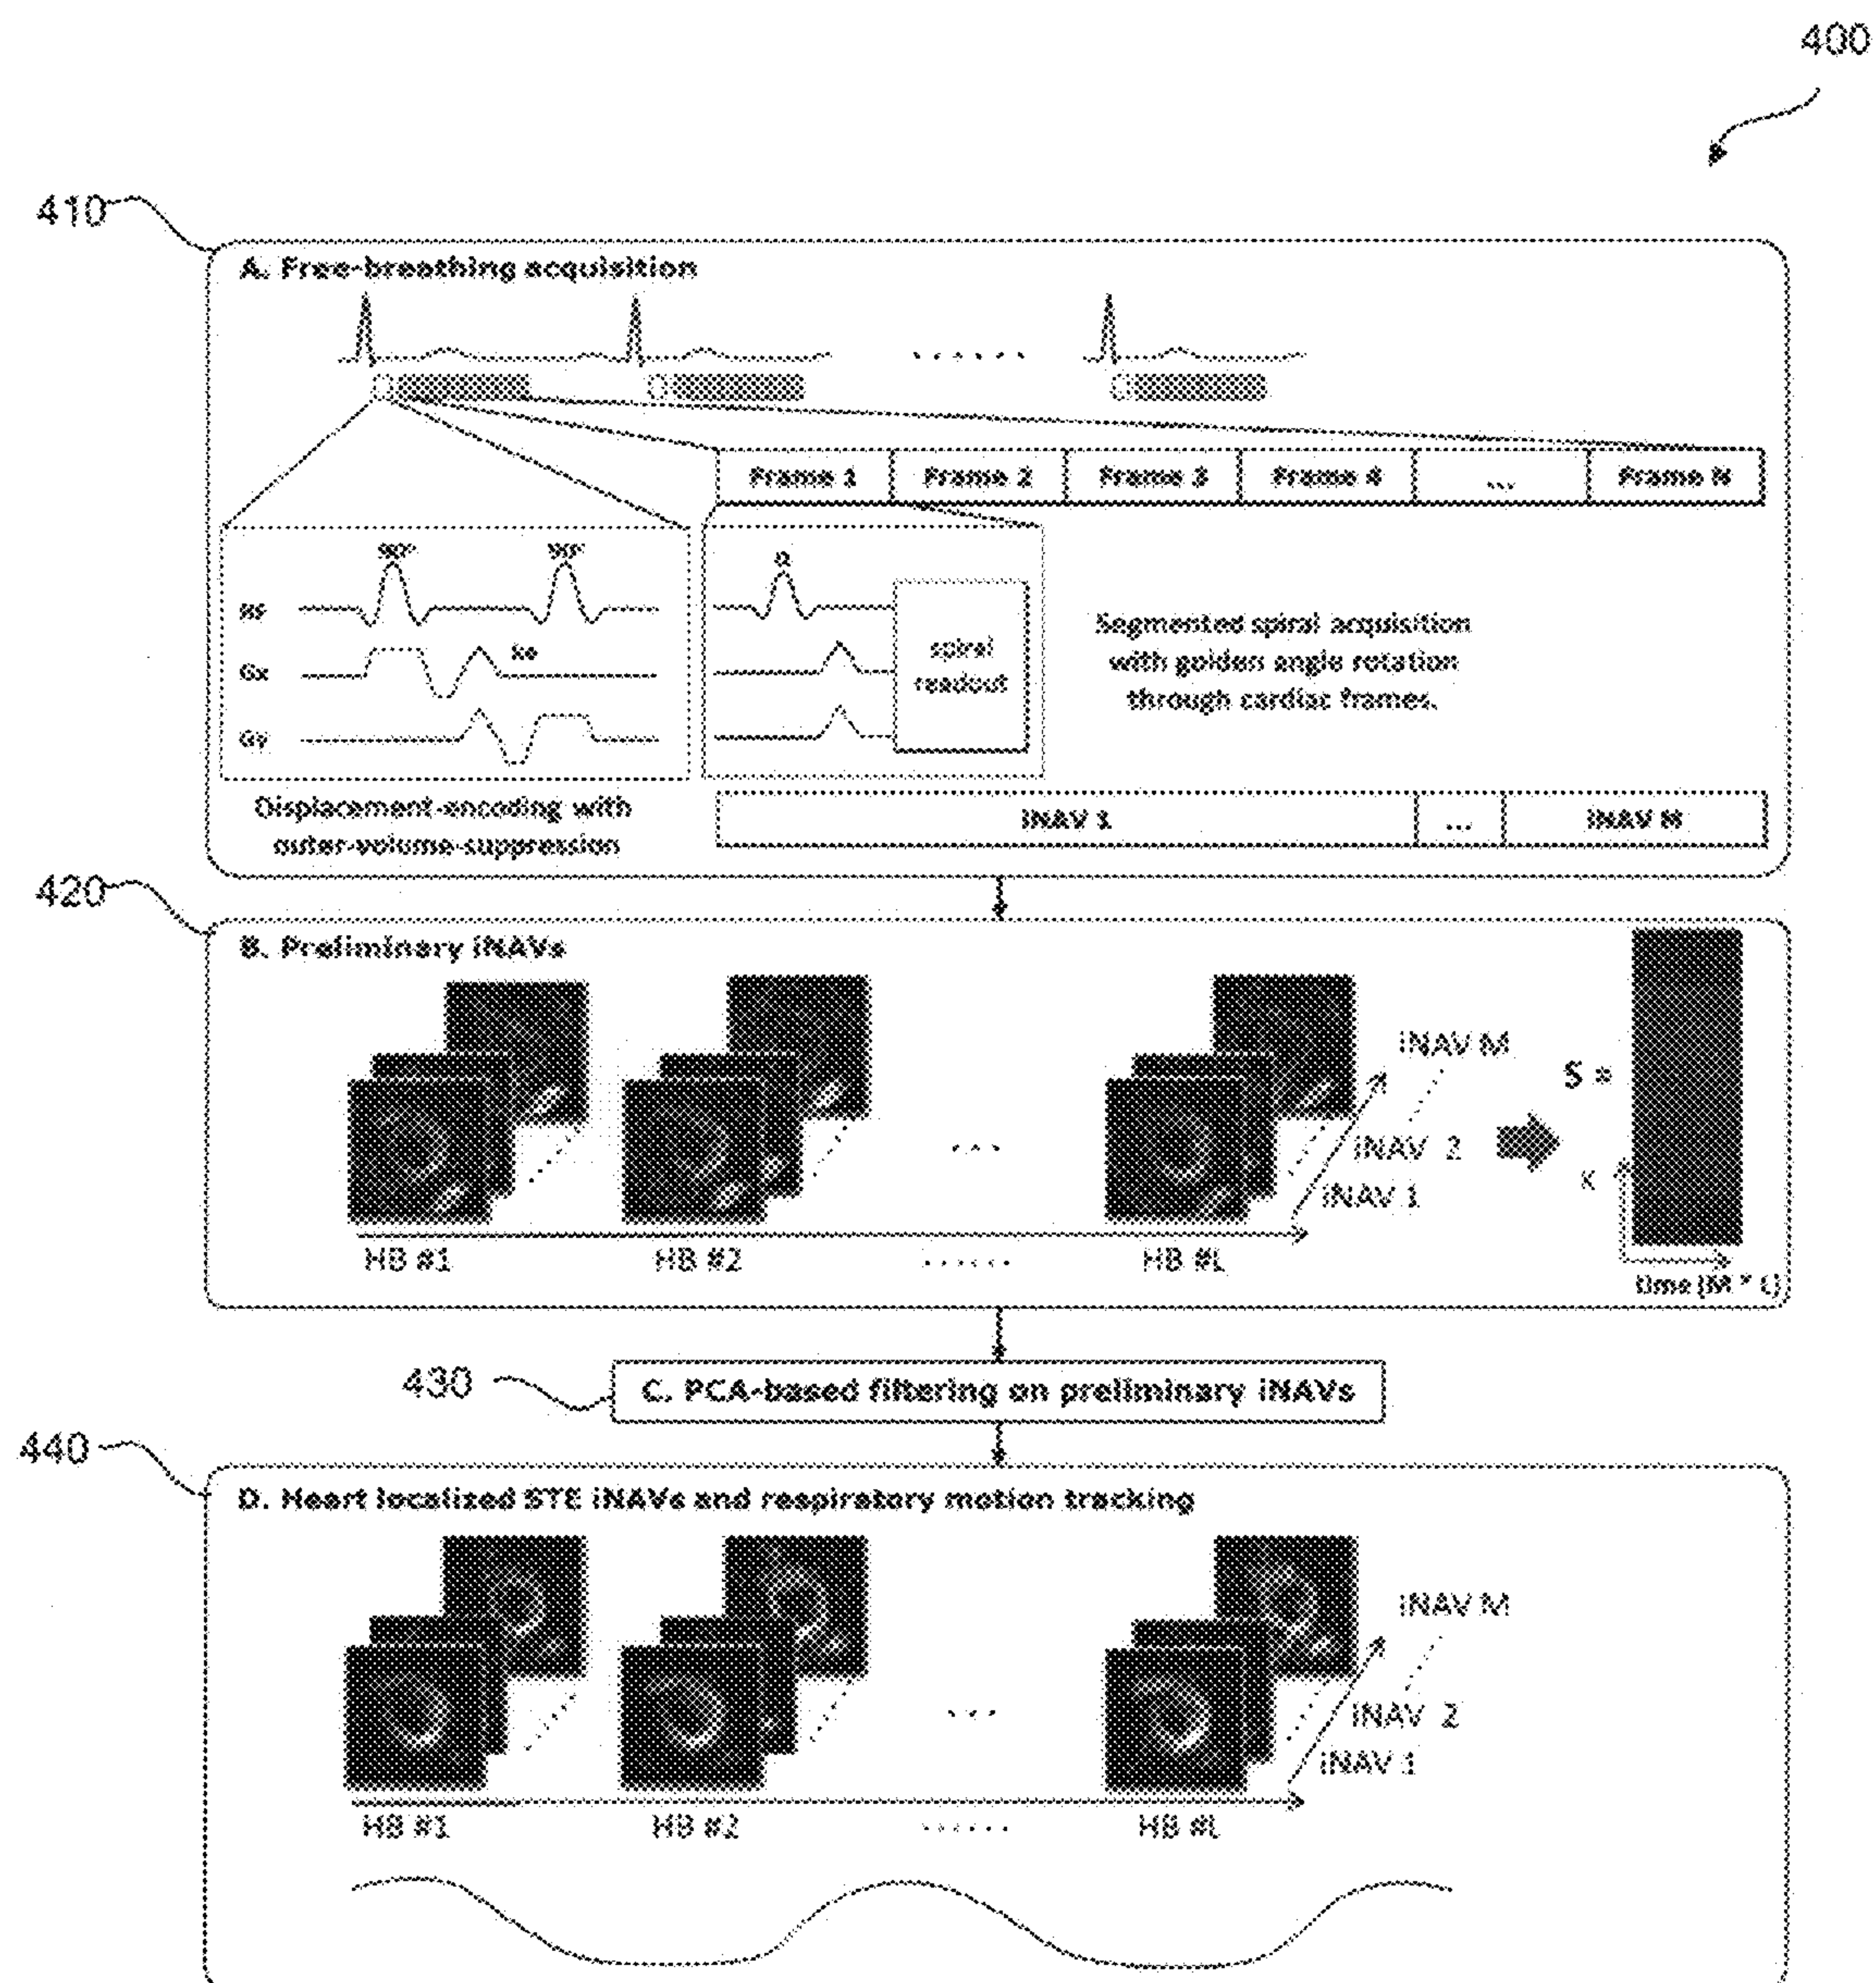 400
410
A. Free-breathing acquisition
Frame 1 Frame 2 Frame 3 Frame 4 ... Frame N
90° 90°
α
RF
ke
Gx
Gy
spiral
readout
Segmented spiral acquisition
with golden angle rotation
through cardiac frames.
Displacement-encoding with
outer-volume-suppression
iNAV 1 ... iNAV M
420
B. Preliminary iNAVs
iNAV M
iNAV 2
iNAV 1
S =
K
time (M * L)
HB #1 HB #2 ...... HB #L
430
C. PCA-based filtering on preliminary iNAVs
440
D. Heart localized STE iNAVs and respiratory motion tracking
iNAV M
iNAV 2
iNAV 1
HB #1 HB #2 ...... HB #L